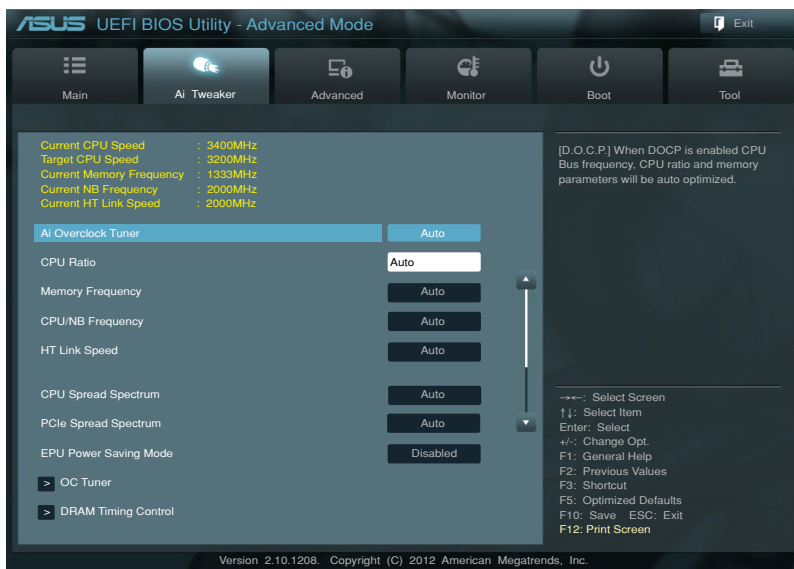 ASUS UEFI BIOS Utility - Advanced Mode
Exit
Main
Ai Tweaker
Advanced
Monitor
Boot
Tool
Current CPU Speed : 3400MHz
Target CPU Speed : 3200MHz
Current Memory Frequency : 1333MHz
Current NB Frequency : 2000MHz
Current HT Link Speed : 2000MHz
Ai Overclock Tuner Auto
CPU Ratio Auto
Memory Frequency Auto
CPU/NB Frequency Auto
HT Link Speed Auto
CPU Spread Spectrum Auto
PCIe Spread Spectrum Auto
EPU Power Saving Mode Disabled
> OC Tuner
> DRAM Timing Control
[D.O.C.P.] When DOCP is enabled CPU
Bus frequency, CPU ratio and memory
parameters will be auto optimized.
→←: Select Screen
↑↓: Select Item
Enter: Select
+/-: Change Opt.
F1: General Help
F2: Previous Values
F3: Shortcut
F5: Optimized Defaults
F10: Save ESC: Exit
F12: Print Screen
Version 2.10.1208. Copyright (C) 2012 American Megatrends, Inc.